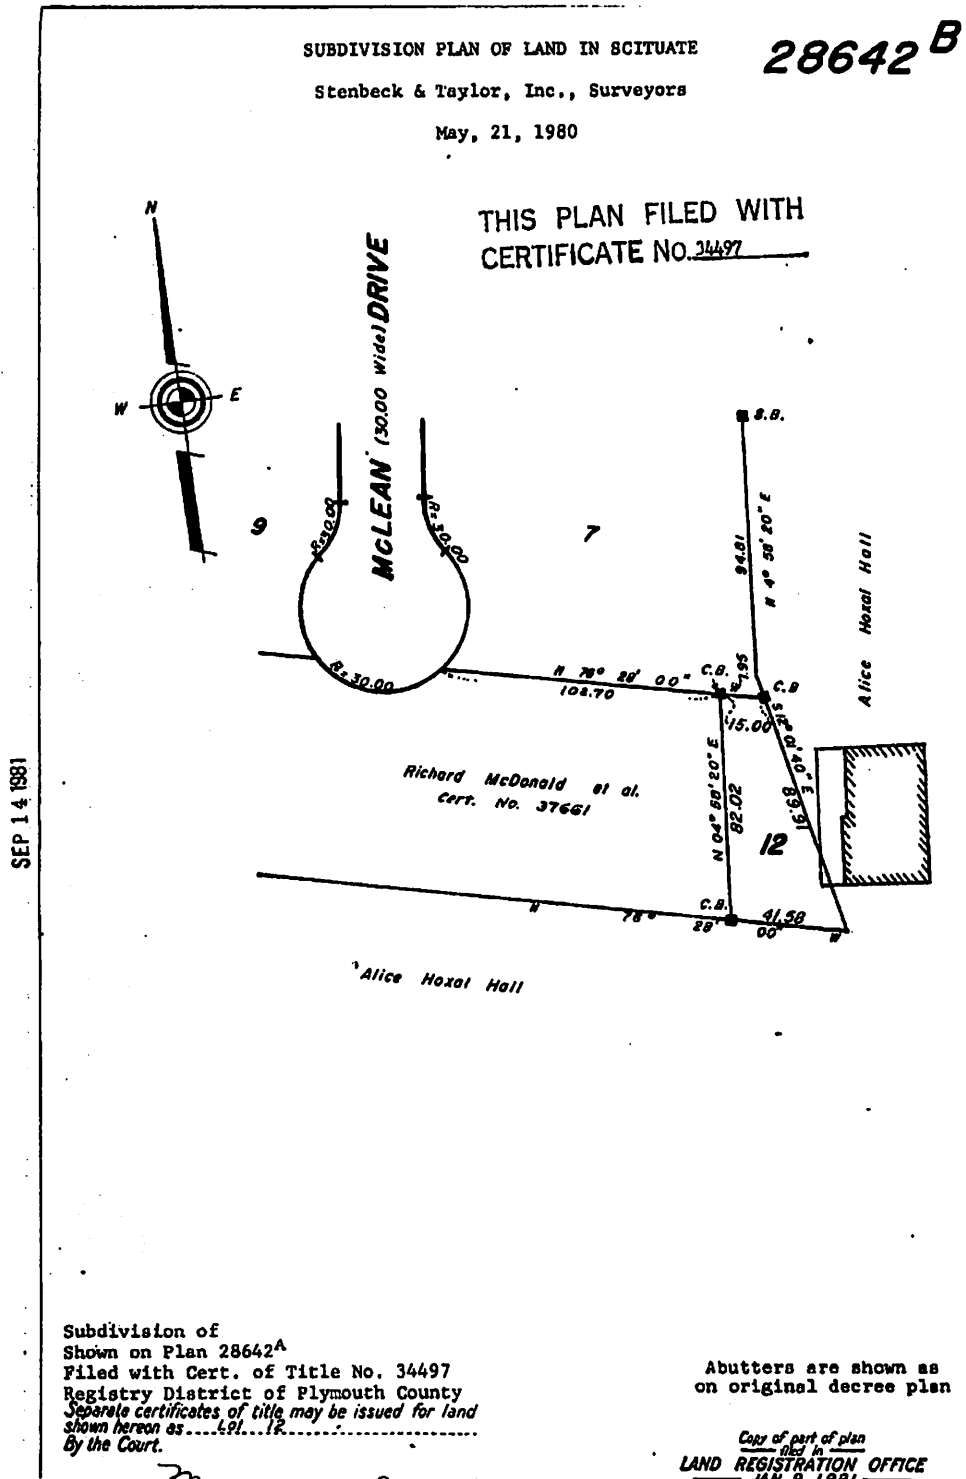 SUBDIVISION PLAN OF LAND IN SCITUATE
28642 B
Stenbeck & Taylor, Inc., Surveyors
May, 21, 1980
THIS PLAN FILED WITH
CERTIFICATE No. 34497
N
W
E
McLEAN (30.00 Wide) DRIVE
S.B.
R=30.00
R=30.00
9
7
94.81
N 4° 58' 20" E
Alice Hoxal Hall
R=30.00
N 78° 28' 00" W
102.70
C.B.
7.95
C.B
15.00
S 12° 01' 40" E
89.91
Richard McDonald et al.
Cert. No. 37661
N 04° 58' 20" E
82.02
12
C.B.
41.58
N 78° 28' 00" W
Alice Hoxal Hall
SEP 14 1981
Subdivision of
Shown on Plan 28642A
Filed with Cert. of Title No. 34497
Registry District of Plymouth County
Separate certificates of title may be issued for land
shown hereon as.....Lot...12..............................
By the Court.
Abutters are shown as
on original decree plan
Copy of part of plan
filed in
LAND REGISTRATION OFFICE